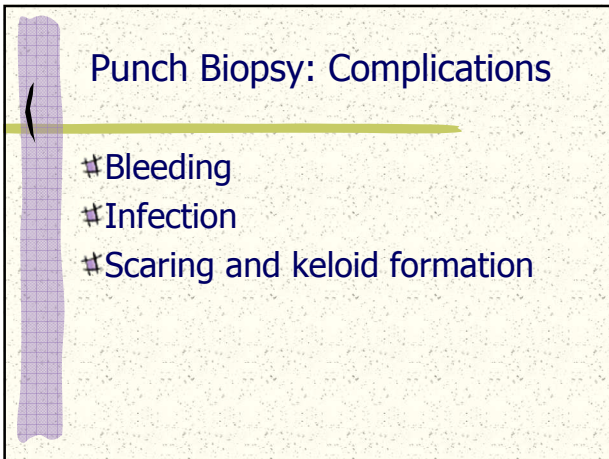 Punch Biopsy: Complications
Bleeding
Infection
Scaring and keloid formation